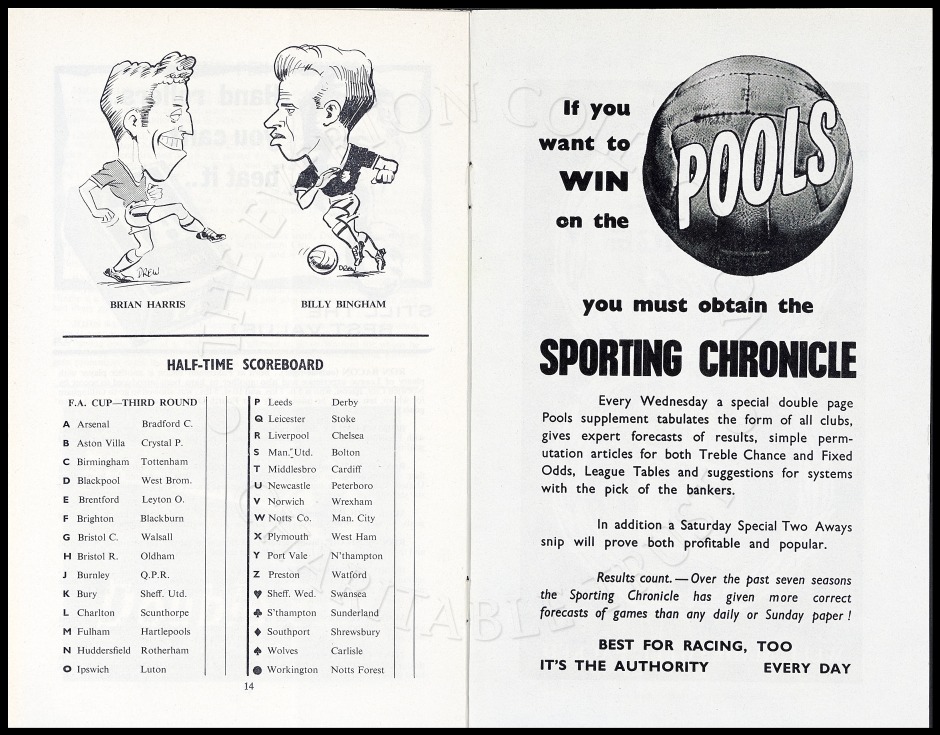 DREW
DREW
BRIAN HARRIS
BILLY BINGHAM
HALF-TIME SCOREBOARD
F.A. CUP—THIRD ROUND
A Arsenal Bradford C.
B Aston Villa Crystal P.
C Birmingham Tottenham
D Blackpool West Brom.
E Brentford Leyton O.
F Brighton Blackburn
G Bristol C. Walsall
H Bristol R. Oldham
J Burnley Q.P.R.
K Bury Sheff. Utd.
L Charlton Scunthorpe
M Fulham Hartlepools
N Huddersfield Rotherham
O Ipswich Luton
P Leeds Derby
Q Leicester Stoke
R Liverpool Chelsea
S Man. Utd. Bolton
T Middlesbro Cardiff
U Newcastle Peterboro
V Norwich Wrexham
W Notts Co. Man. City
X Plymouth West Ham
Y Port Vale N'thampton
Z Preston Watford
♥ Sheff. Wed. Swansea
♣ S'thampton Sunderland
♦ Southport Shrewsbury
♠ Wolves Carlisle
● Workington Notts Forest
14
If you
want to
WIN
on the
POOLS
you must obtain the
SPORTING CHRONICLE
Every Wednesday a special double page
Pools supplement tabulates the form of all clubs,
gives expert forecasts of results, simple perm-
utation articles for both Treble Chance and Fixed
Odds, League Tables and suggestions for systems
with the pick of the bankers.
In addition a Saturday Special Two Aways
snip will prove both profitable and popular.
Results count. — Over the past seven seasons
the Sporting Chronicle has given more correct
forecasts of games than any daily or Sunday paper !
BEST FOR RACING, TOO
IT'S THE AUTHORITY EVERY DAY